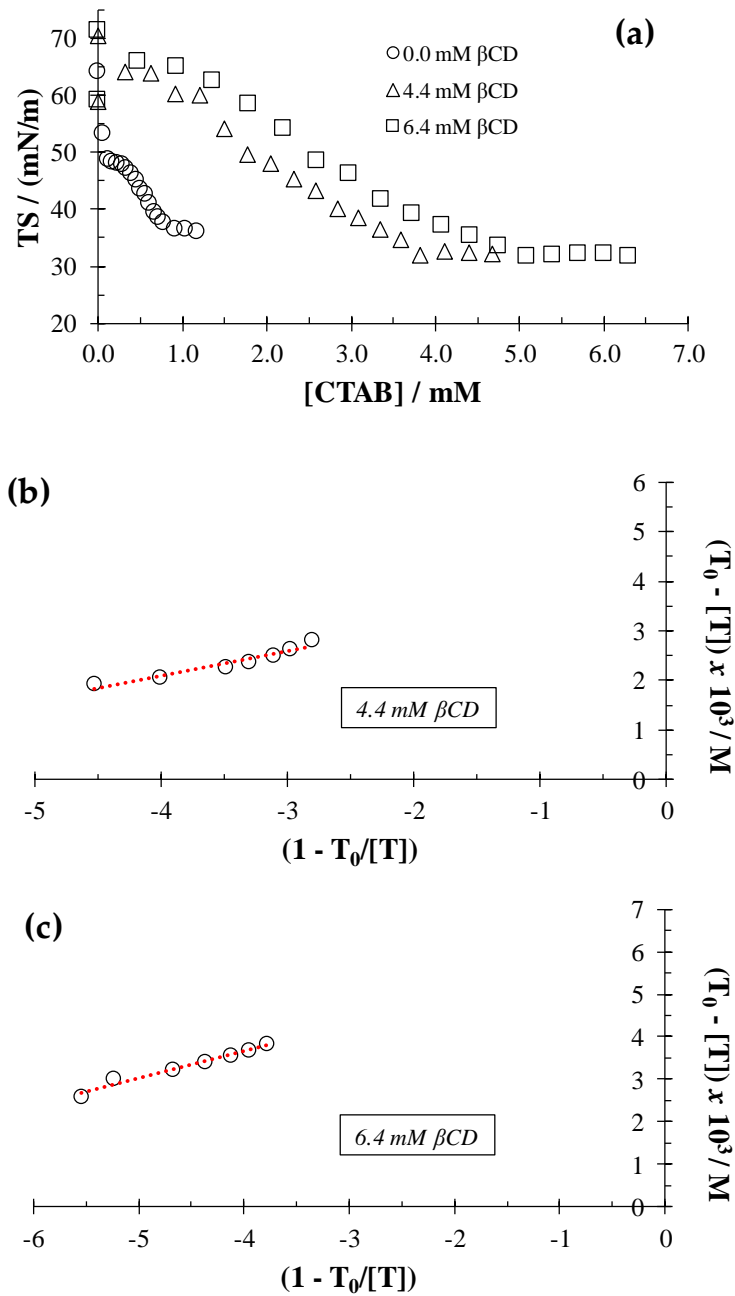 (a)
70
60
50
40
30
20
TS / (mN/m)
0.0 mM βCD
4.4 mM βCD
6.4 mM βCD
0.0 1.0 2.0 3.0 4.0 5.0 6.0 7.0
[CTAB] / mM
(b)
6
5
4
3
2
1
0
(T₀ - [T]) x 10³ / M
4.4 mM βCD
-5 -4 -3 -2 -1 0
(1 - T₀/[T])
(c)
7
6
5
4
3
2
1
0
(T₀ - [T]) x 10³ / M
6.4 mM βCD
-6 -5 -4 -3 -2 -1 0
(1 - T₀/[T])